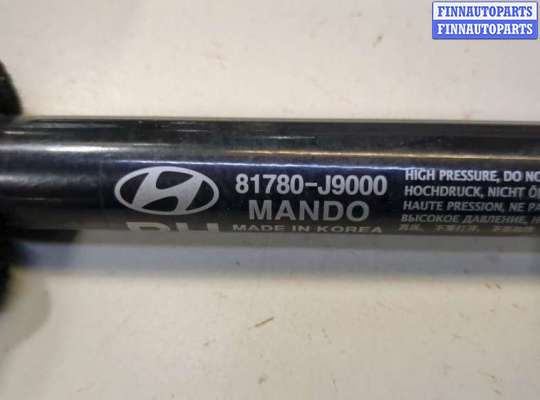 FINNAUTOPARTS
FINNAUTOPARTS
81780-J9000
MANDO
MADE IN KOREA
HIGH PRESSURE, DO NO
HOCHDRUCK, NICHT ÖF
HAUTE PRESSION, NE PA
ВЫСОКОЕ ДАВЛЕНИЕ, Н